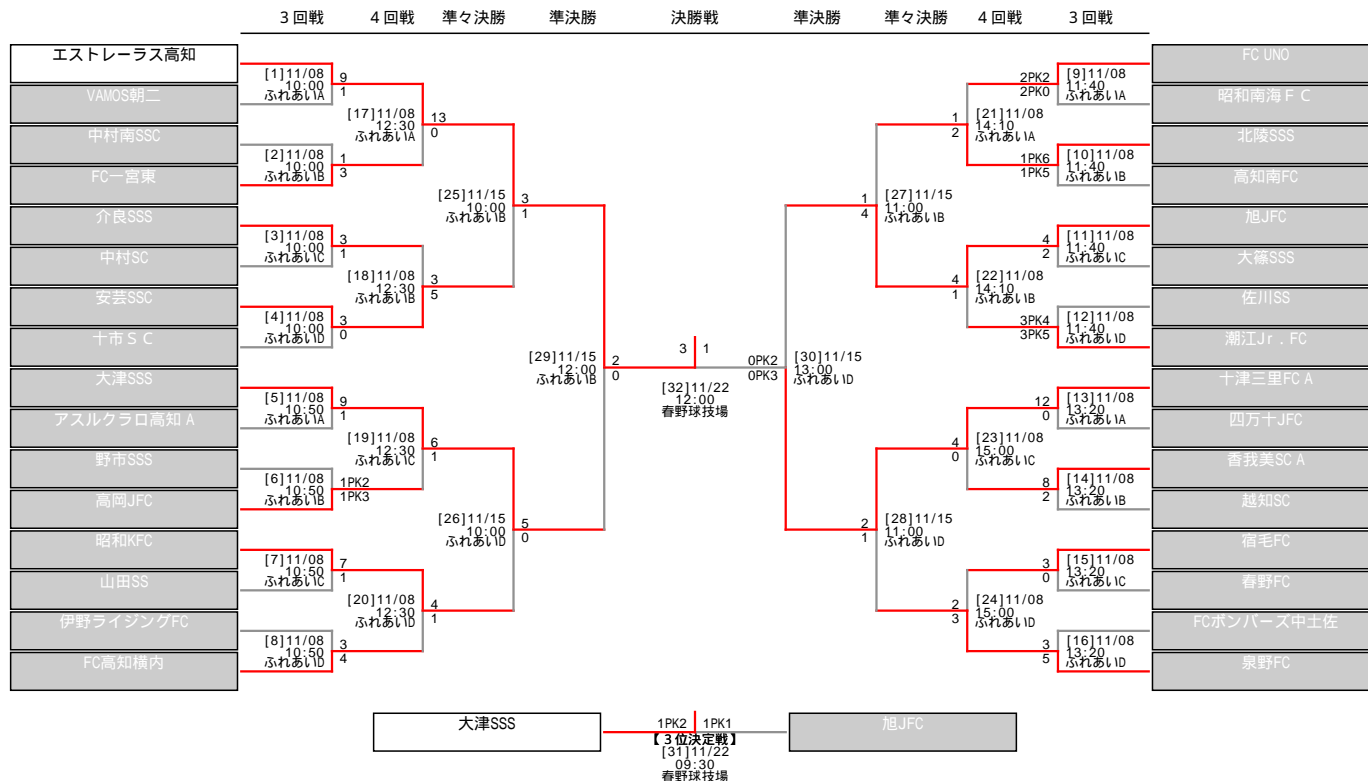 ３回戦 ４回戦 準々決勝 準決勝 決勝戦 準決勝 準々決勝 ４回戦 ３回戦
エストレーラス高知
VAMOS朝二
中村南SSC
FC一宮東
介良SSS
中村SC
安芸SSC
十市ＳＣ
大津SSS
アスルクラロ高知Ａ
野市SSS
高岡JFC
昭和KFC
山田SS
伊野ライジングFC
FC高知横内
[1]11/08
10:00
ふれあいA
9
1
[2]11/08
10:00
ふれあいB
1
3
[3]11/08
10:00
ふれあいC
3
1
[4]11/08
10:00
ふれあいD
3
0
[5]11/08
10:50
ふれあいA
9
1
[6]11/08
10:50
ふれあいB
1PK2
1PK3
[7]11/08
10:50
ふれあいC
7
1
[8]11/08
10:50
ふれあいD
3
4
[17]11/08
12:30
ふれあいA
13
0
[18]11/08
12:30
ふれあいB
3
5
[19]11/08
12:30
ふれあいC
6
1
[20]11/08
12:30
ふれあいD
4
1
[25]11/15
10:00
ふれあいB
3
1
[26]11/15
10:00
ふれあいD
5
0
[29]11/15
12:00
ふれあいB
2
0
3 1
[32]11/22
12:00
春野球技場
0PK2
0PK3
[30]11/15
13:00
ふれあいD
1
4
[27]11/15
11:00
ふれあいB
2
1
[28]11/15
11:00
ふれあいD
1
2
[21]11/08
14:10
ふれあいA
4
1
[22]11/08
14:10
ふれあいB
4
0
[23]11/08
15:00
ふれあいC
2
3
[24]11/08
15:00
ふれあいD
2PK2
2PK0
[9]11/08
11:40
ふれあいA
1PK6
1PK5
[10]11/08
11:40
ふれあいB
4
2
[11]11/08
11:40
ふれあいC
3PK4
3PK5
[12]11/08
11:40
ふれあいD
12
0
[13]11/08
13:20
ふれあいA
8
2
[14]11/08
13:20
ふれあいB
3
0
[15]11/08
13:20
ふれあいC
3
5
[16]11/08
13:20
ふれあいD
FC UNO
昭和南海ＦＣ
北陵SSS
高知南FC
旭JFC
大篠SSS
佐川SS
潮江Jr．FC
十津三里FC A
四万十JFC
香我美SC A
越知SC
宿毛FC
春野FC
FCボンバーズ中土佐
泉野FC
大津SSS 1PK2 1PK1 旭JFC
【３位決定戦】
[31]11/22
09:30
春野球技場